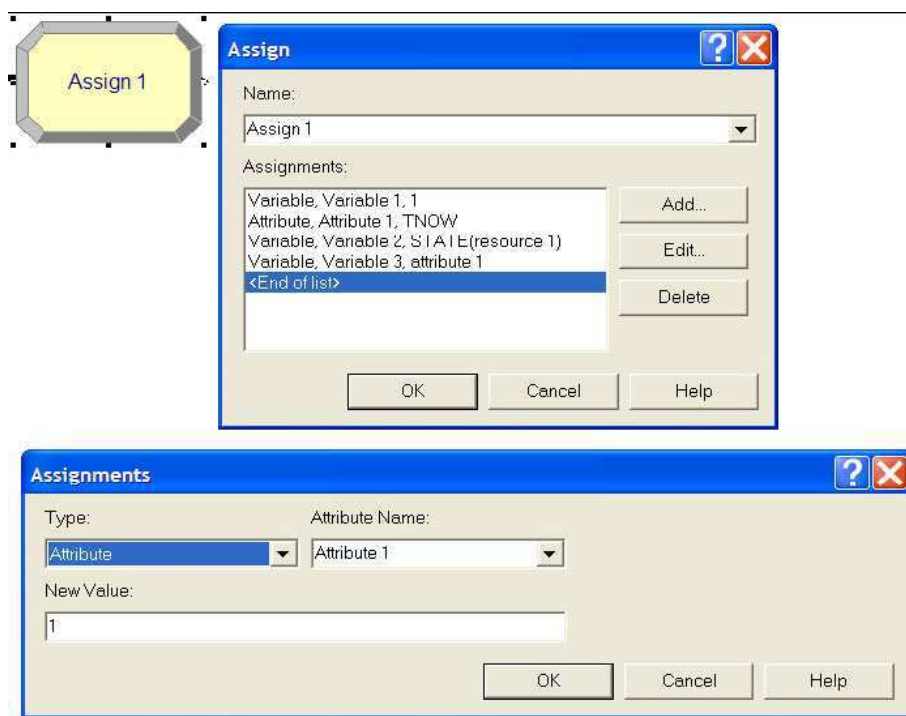 Assign 1
Assign
Name:
Assign 1
Assignments:
Variable, Variable 1, 1
Attribute, Attribute 1, TNOW
Variable, Variable 2, STATE(resource 1)
Variable, Variable 3, attribute 1
<End of list>
Add...
Edit...
Delete
OK Cancel Help
Assignments
Type: Attribute Name:
Attribute Attribute 1
New Value:
1
OK Cancel Help